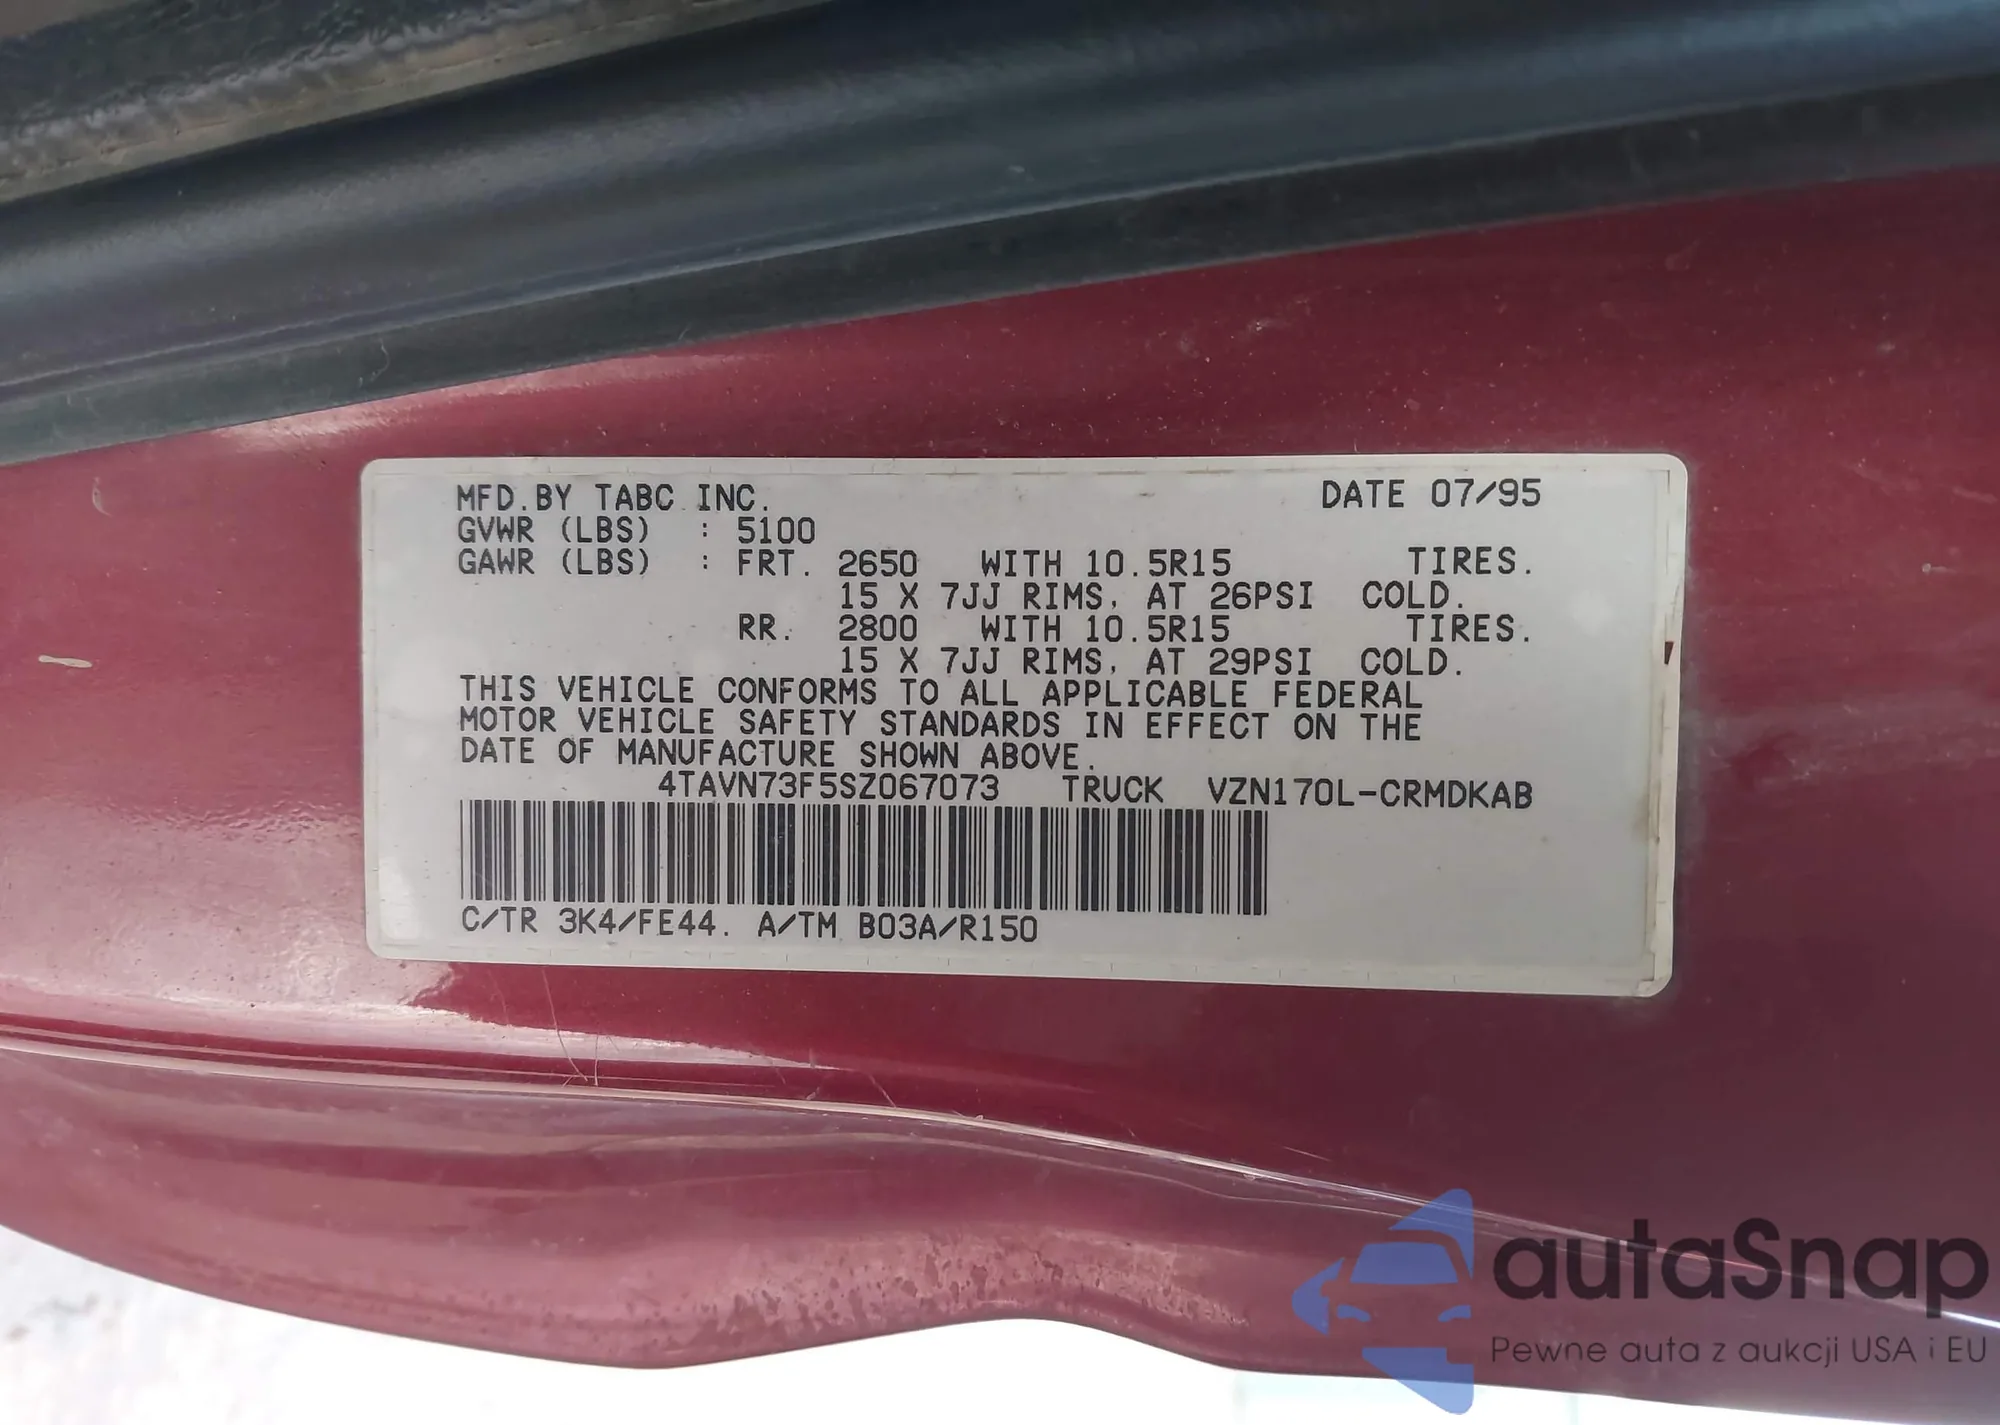 MFD.BY TABC INC. DATE 07/95
GVWR (LBS) : 5100
GAWR (LBS) : FRT. 2650 WITH 10.5R15 TIRES.
15 X 7JJ RIMS, AT 26PSI COLD.
RR. 2800 WITH 10.5R15 TIRES.
15 X 7JJ RIMS, AT 29PSI COLD.
THIS VEHICLE CONFORMS TO ALL APPLICABLE FEDERAL
MOTOR VEHICLE SAFETY STANDARDS IN EFFECT ON THE
DATE OF MANUFACTURE SHOWN ABOVE.
4TAVN73F5SZ067073 TRUCK VZN170L-CRMDKAB
C/TR 3K4/FE44. A/TM B03A/R150
autaSnap
Pewne auta z aukcji USA i EU